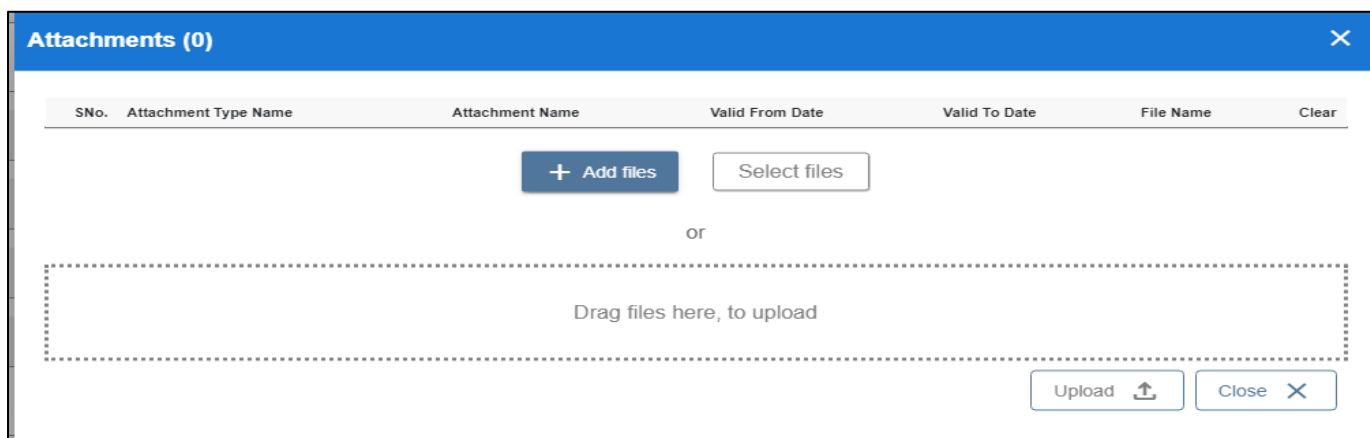 Attachments (0)
SNo. Attachment Type Name Attachment Name Valid From Date Valid To Date File Name Clear
+ Add files Select files
or
Drag files here, to upload
Upload Close